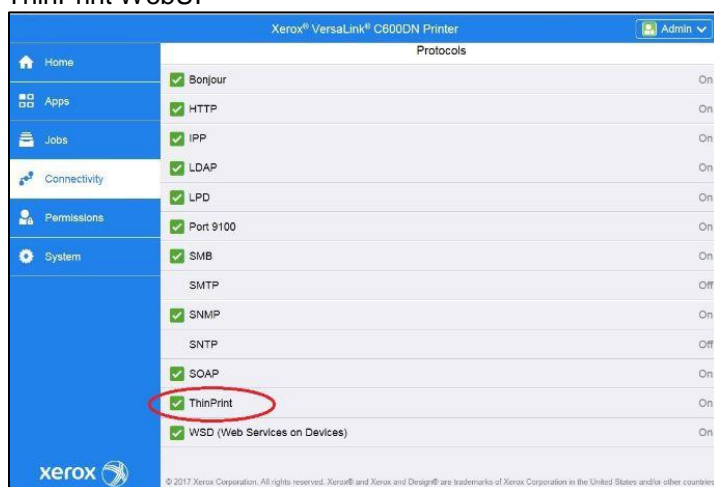 ThinPrint WebUI
Xerox® VersaLink® C600DN Printer
Admin
Protocols
Home
Apps
Jobs
Connectivity
Permissions
System
Bonjour On
HTTP On
IPP On
LDAP On
LPD On
Port 9100 On
SMB On
SMTP Off
SNMP On
SNTP Off
SOAP On
ThinPrint On
WSD (Web Services on Devices) On
xerox
© 2017 Xerox Corporation. All rights reserved. Xerox® and Xerox and Design® are trademarks of Xerox Corporation in the United States and/or other countries